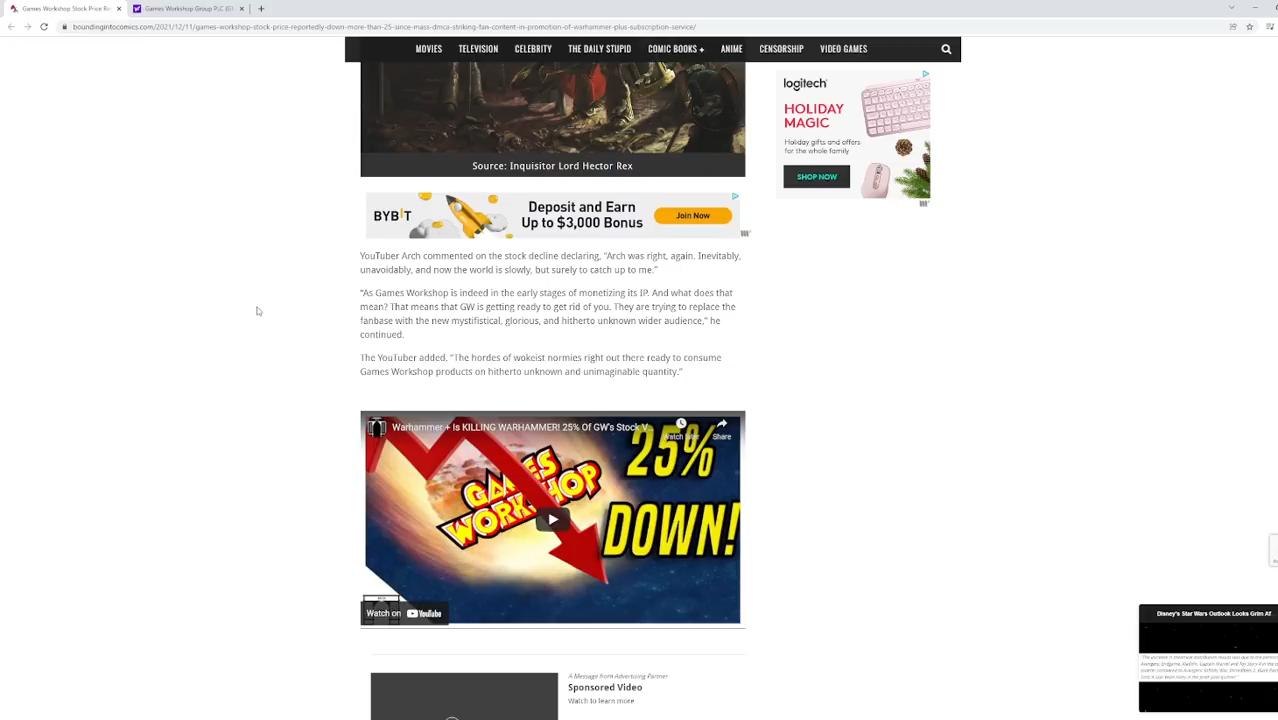 Games Workshop Stock Price Re
Games Workshop Group PLC (G
boundingintocomics.com/2021/12/11/games-workshop-stock-price-reportedly-down-more-than-25-since-mass-dmca-striking-fan-content-in-promotion-of-warhammer-plus-subscription-service/
MOVIES TELEVISION CELEBRITY THE DAILY STUPID COMIC BOOKS + ANIME CENSORSHIP VIDEO GAMES
Source: Inquisitor Lord Hector Rex
logitech
HOLIDAY
MAGIC
Holiday gifts and offers
for the whole family
SHOP NOW
BYBIT
Deposit and Earn
Up to $3,000 Bonus
Join Now
YouTuber Arch commented on the stock decline declaring, “Arch was right, again. Inevitably,
unavoidably, and now the world is slowly, but surely to catch up to me.”
“As Games Workshop is indeed in the early stages of monetizing its IP. And what does that
mean? That means that GW is getting ready to get rid of you. They are trying to replace the
fanbase with the new mystifistical, glorious, and hitherto unknown wider audience,” he
continued.
The YouTuber added, “The hordes of wokeist normies right out there ready to consume
Games Workshop products on hitherto unknown and unimaginable quantity.”
Warhammer + Is KILLING WARHAMMER! 25% Of GW's Stock V...
Watch later
Share
25%
DOWN!
GAMES
WORKSHOP
Watch on YouTube
A Message from Advertising Partner
Sponsored Video
Watch to learn more
Disney's Star Wars Outlook Looks Grim AF